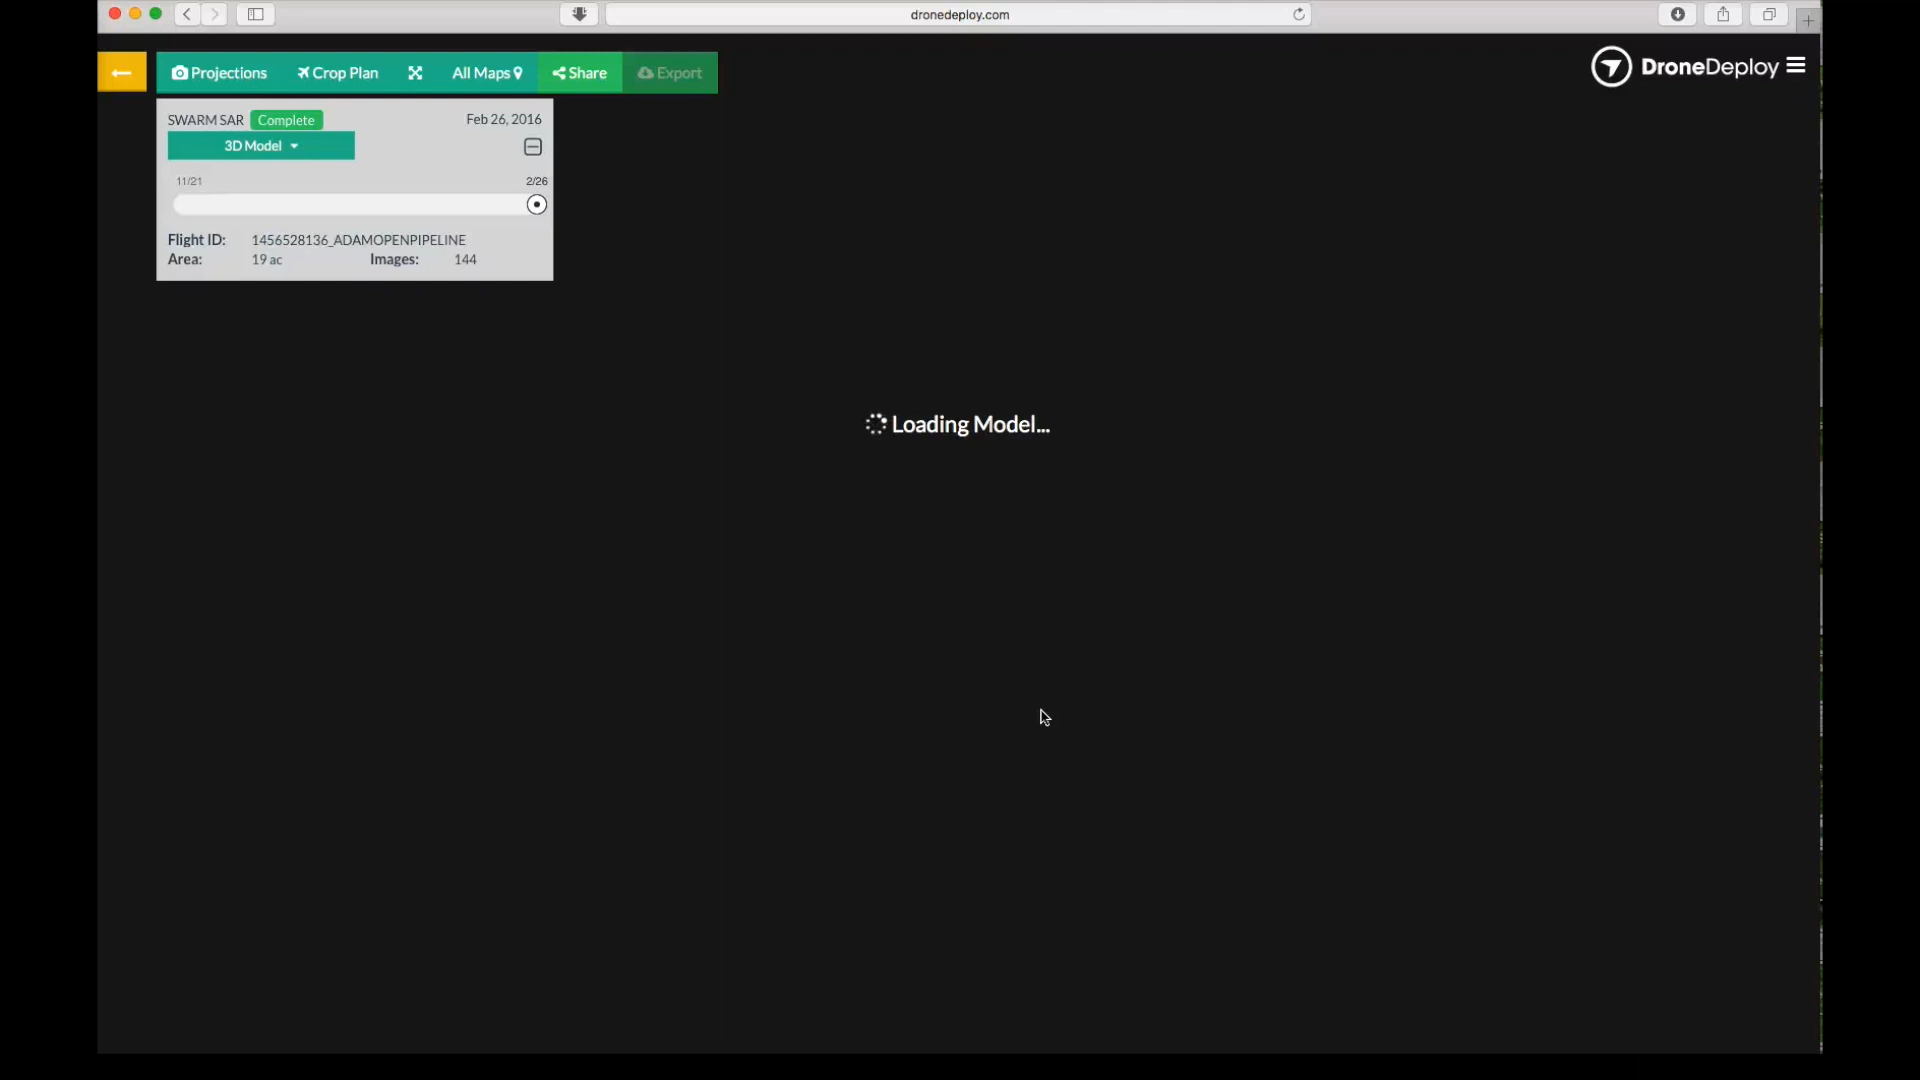 dronedeploy.com
Projections Crop Plan All Maps Share Export
DroneDeploy
SWARM SAR Complete Feb 26, 2016
3D Model
11/21 2/26
Flight ID: 1456528136_ADAMOPENPIPELINE
Area: 19 ac Images: 144
Loading Model...